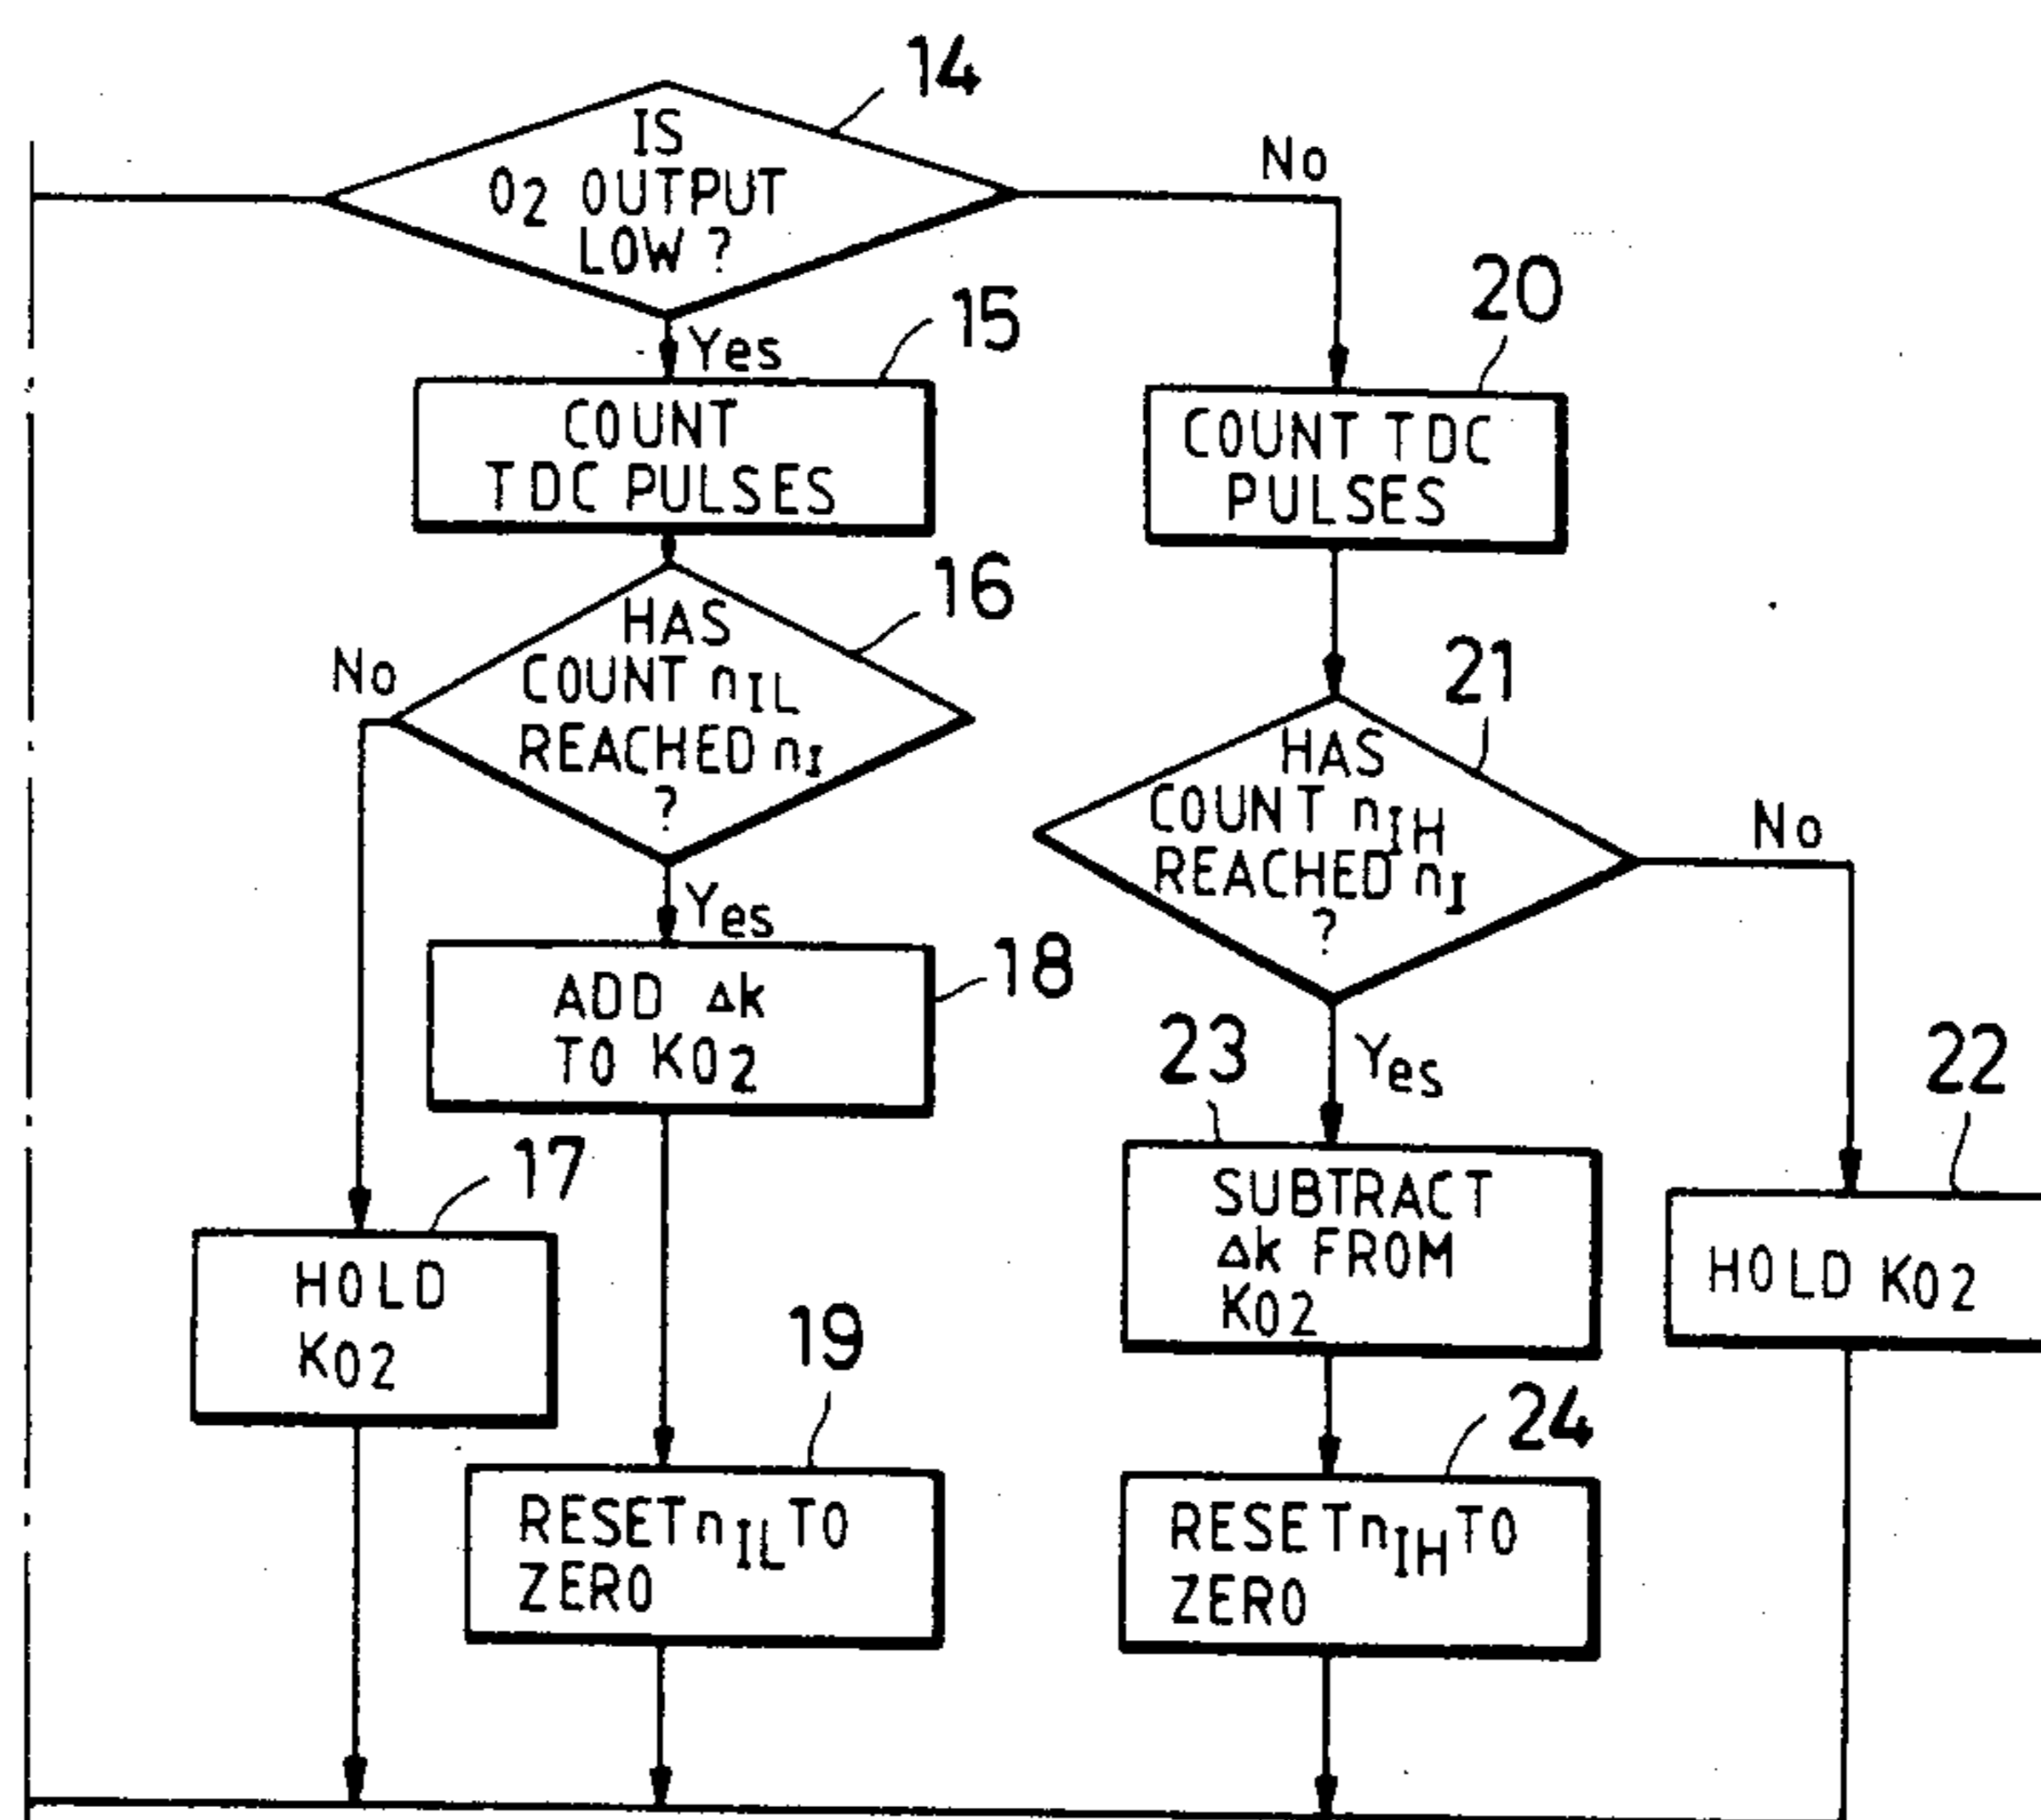 14
IS
O2 OUTPUT
LOW ?
No
Yes
15
COUNT
TDC PULSES
20
COUNT TDC
PULSES
16
HAS
COUNT nIL
REACHED nI
?
No
Yes
21
HAS
COUNT nIH
REACHED nI
?
No
Yes
18
ADD Δk
TO KO2
17
HOLD
KO2
23
SUBTRACT
Δk FROM
KO2
22
HOLD KO2
19
RESET nIL TO
ZERO
24
RESET nIH TO
ZERO